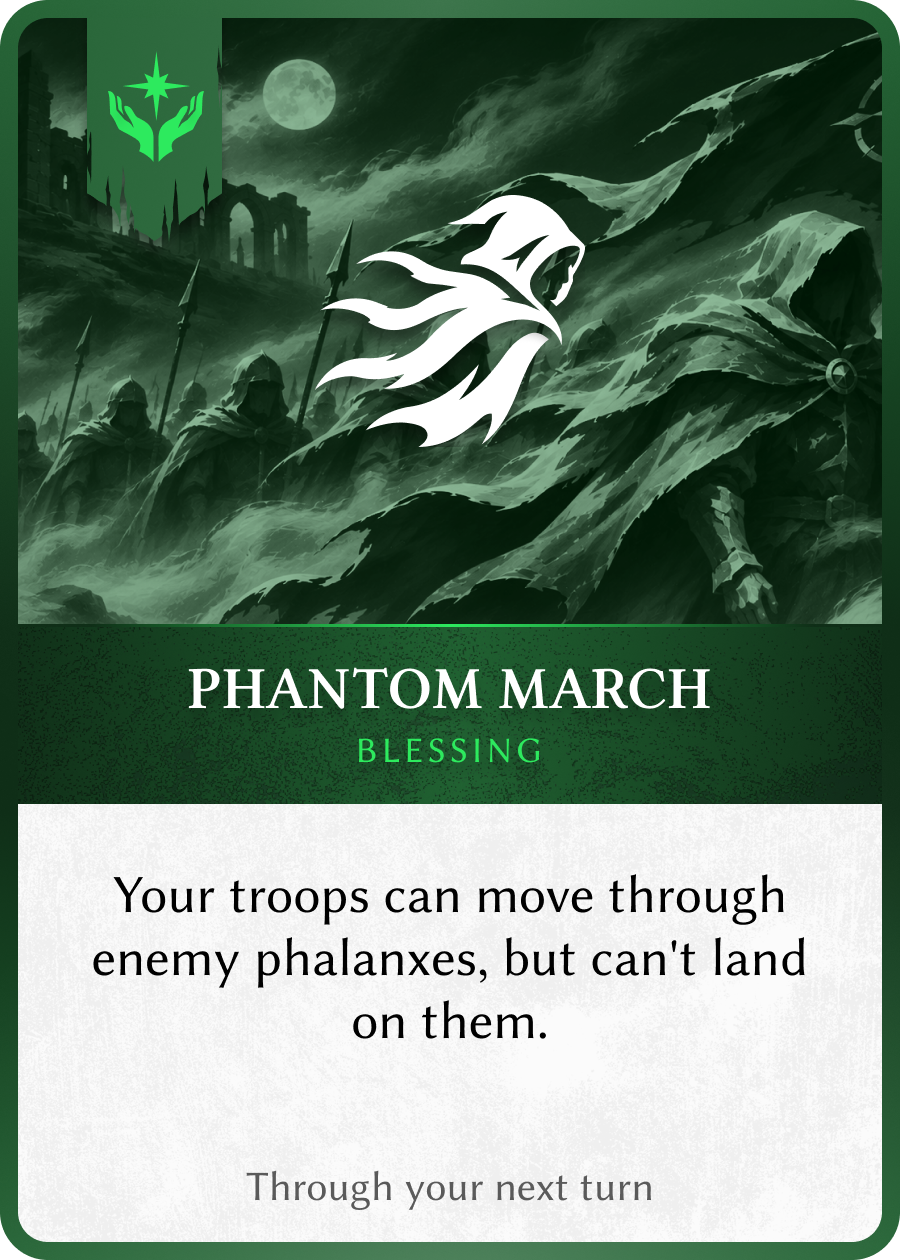 PHANTOM MARCH
BLESSING
Your troops can move through
enemy phalanxes, but can't land
on them.
Through your next turn